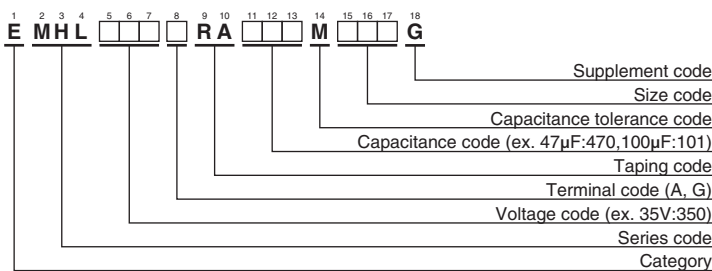 1 2 3 4 5 6 7 8 9 10 11 12 13 14 15 16 17 18
E MHL □□□ □ RA □□□ M □□□ G
Supplement code
Size code
Capacitance tolerance code
Capacitance code (ex. 47µF:470,100µF:101)
Taping code
Terminal code (A, G)
Voltage code (ex. 35V:350)
Series code
Category